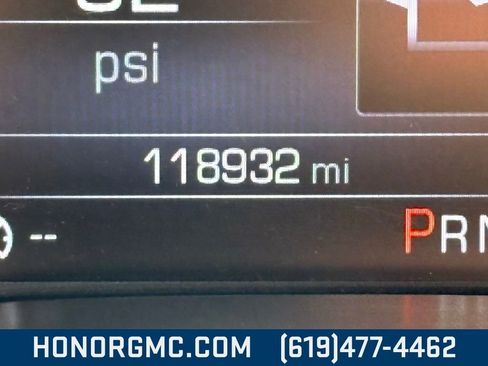 psi
118932 mi
-- PRN
HONORGMC.COM (619)477-4462